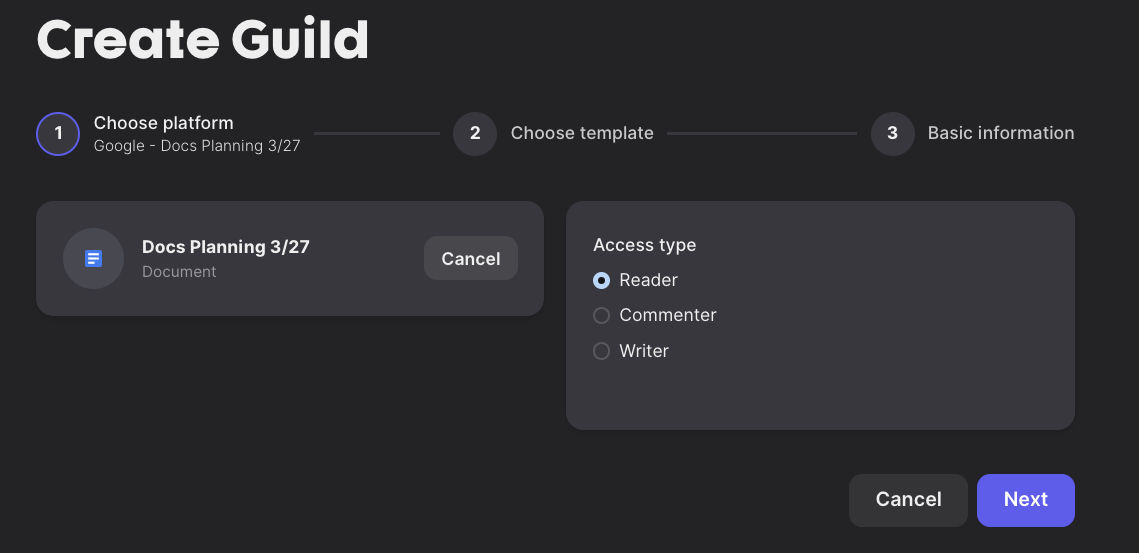 Create Guild
1
Choose platform
Google - Docs Planning 3/27
2
Choose template
3
Basic information
Docs Planning 3/27
Document
Cancel
Access type
Reader
Commenter
Writer
Cancel
Next